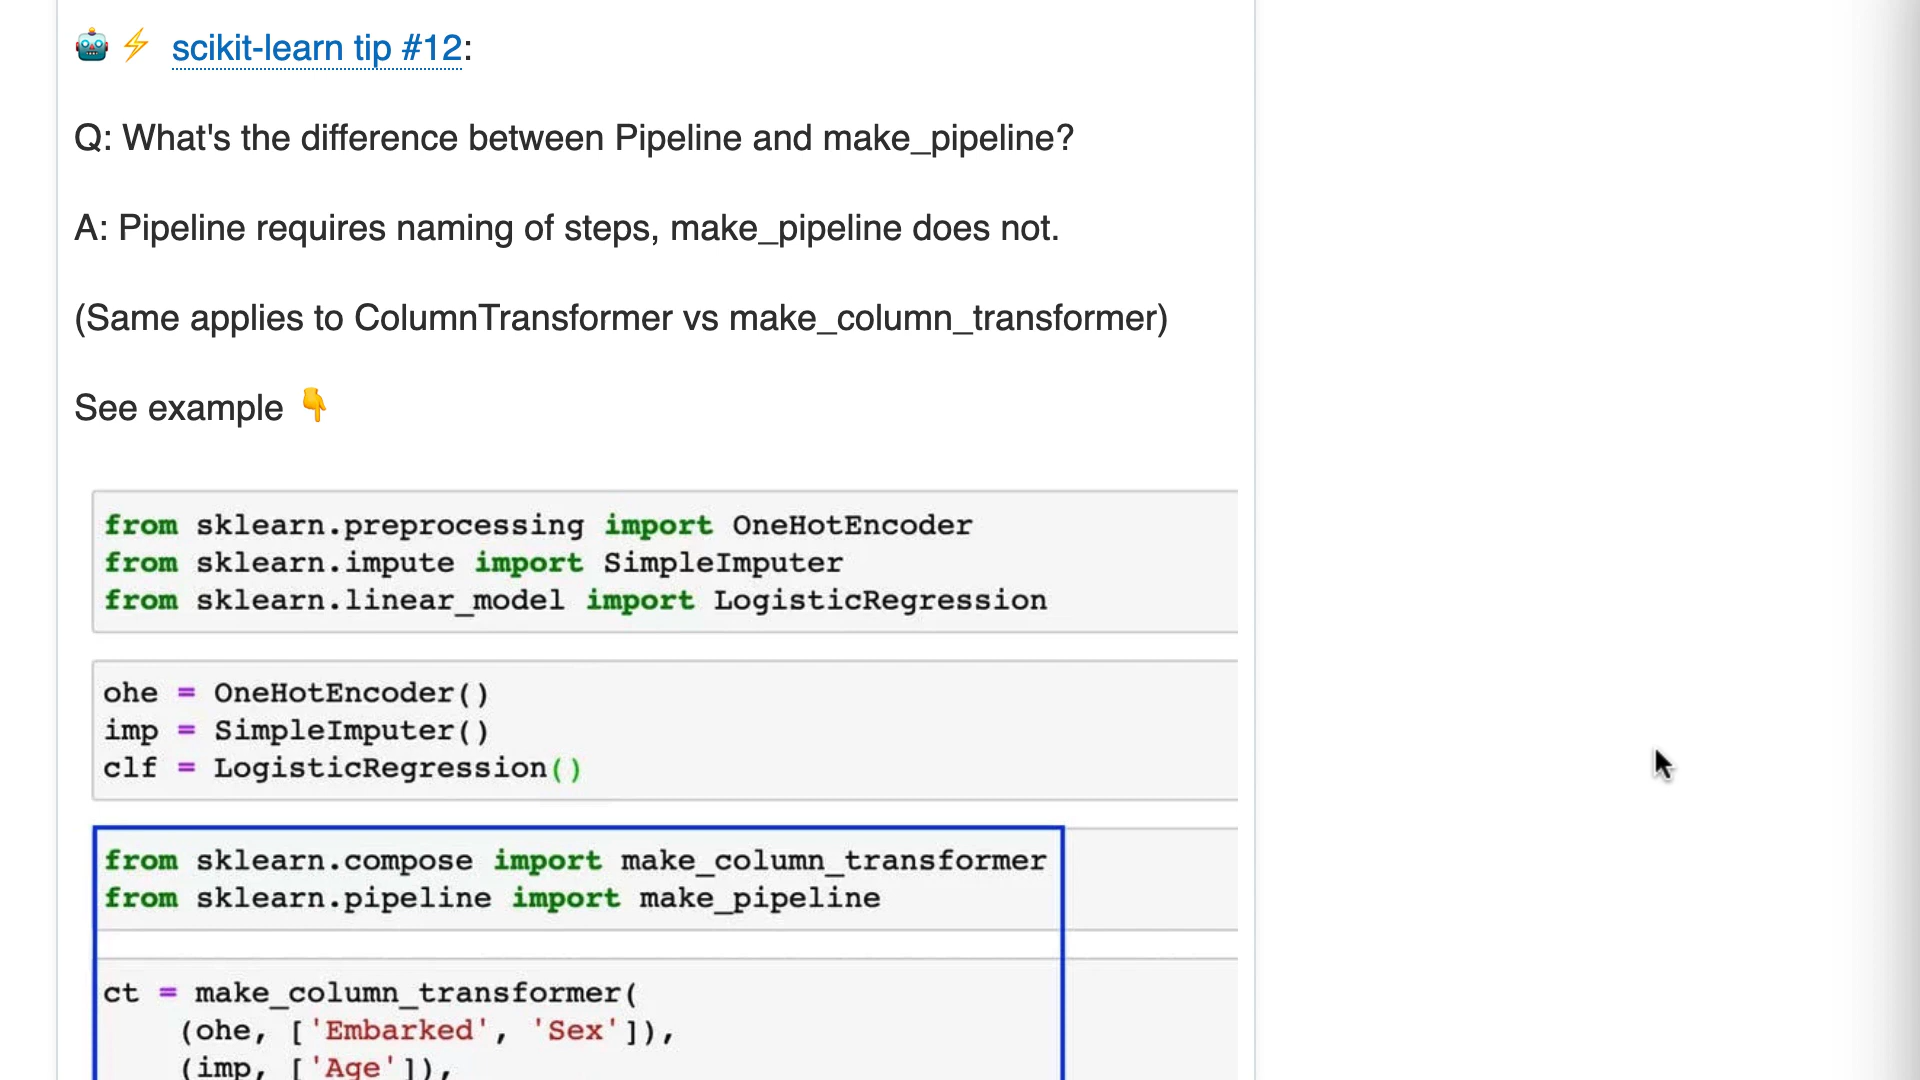 🤖⚡ scikit-learn tip #12:
Q: What's the difference between Pipeline and make_pipeline?
A: Pipeline requires naming of steps, make_pipeline does not.
(Same applies to ColumnTransformer vs make_column_transformer)
See example 👇
from sklearn.preprocessing import OneHotEncoder
from sklearn.impute import SimpleImputer
from sklearn.linear_model import LogisticRegression
ohe = OneHotEncoder()
imp = SimpleImputer()
clf = LogisticRegression()
from sklearn.compose import make_column_transformer
from sklearn.pipeline import make_pipeline
ct = make_column_transformer(
    (ohe, ['Embarked', 'Sex']),
    (imp, ['Age']),